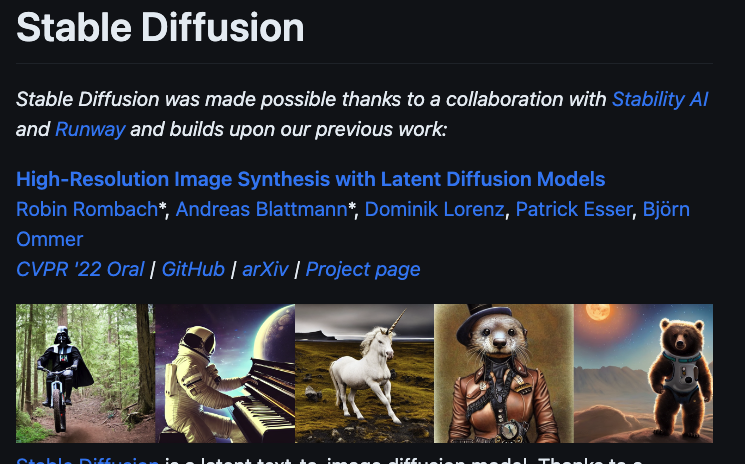 Stable Diffusion
Stable Diffusion was made possible thanks to a collaboration with Stability AI
and Runway and builds upon our previous work:
High-Resolution Image Synthesis with Latent Diffusion Models
Robin Rombach*, Andreas Blattmann*, Dominik Lorenz, Patrick Esser, Björn
Ommer
CVPR '22 Oral | GitHub | arXiv | Project page
Stable Diffusion is a latent text-to-image diffusion model. Thanks to a